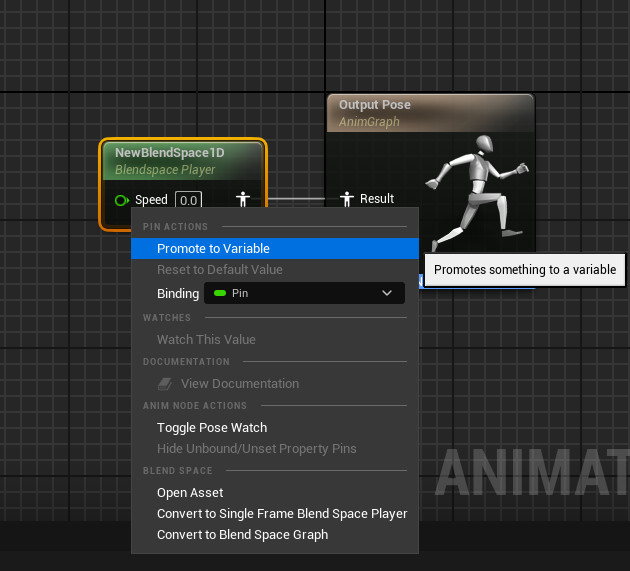 Output Pose
AnimGraph
NewBlendSpace1D
Blendspace Player
Speed 0.0
Result
PIN ACTIONS
Promote to Variable
Promotes something to a variable
Reset to Default Value
Binding Pin
WATCHES
Watch This Value
DOCUMENTATION
View Documentation
ANIM NODE ACTIONS
Toggle Pose Watch
Hide Unbound/Unset Property Pins
BLEND SPACE
Open Asset
Convert to Single Frame Blend Space Player
Convert to Blend Space Graph
ANIMAT